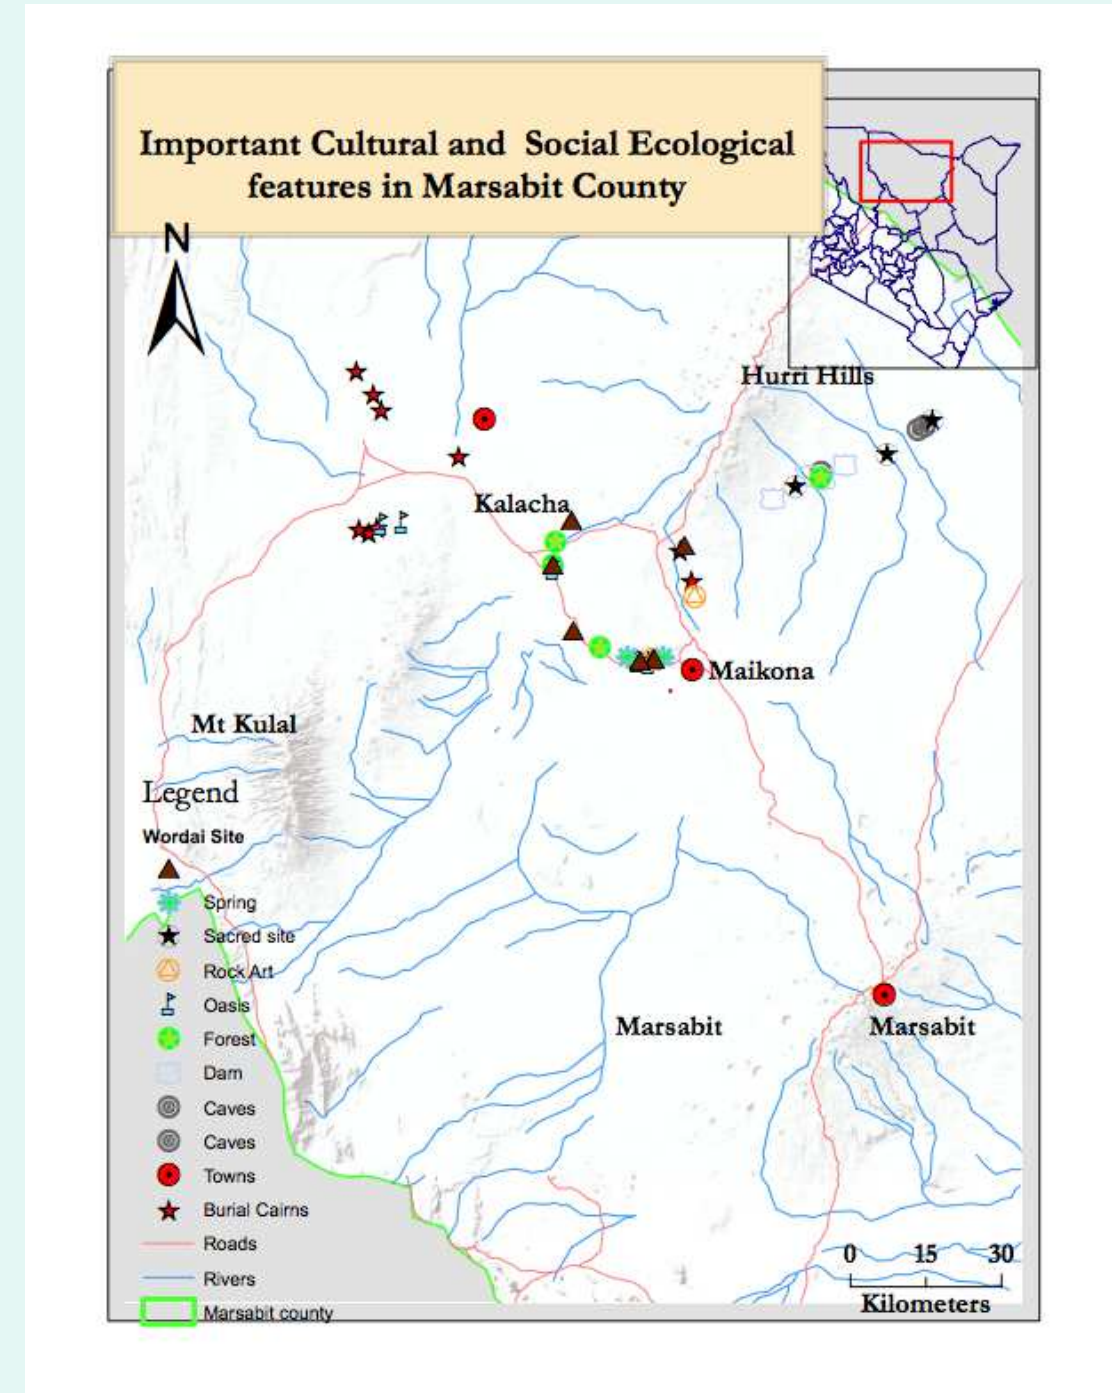 Important Cultural and Social Ecological
features in Marsabit County
N
Hurri Hills
Kalacha
Maikona
Mt Kulal
Legend
Wordai Site
Spring
Sacred site
Rock Art
Oasis
Forest
Marsabit
Marsabit
Dam
Caves
Caves
Towns
Burial Cairns
Roads
Rivers
Marsabit county
0 15 30
Kilometers